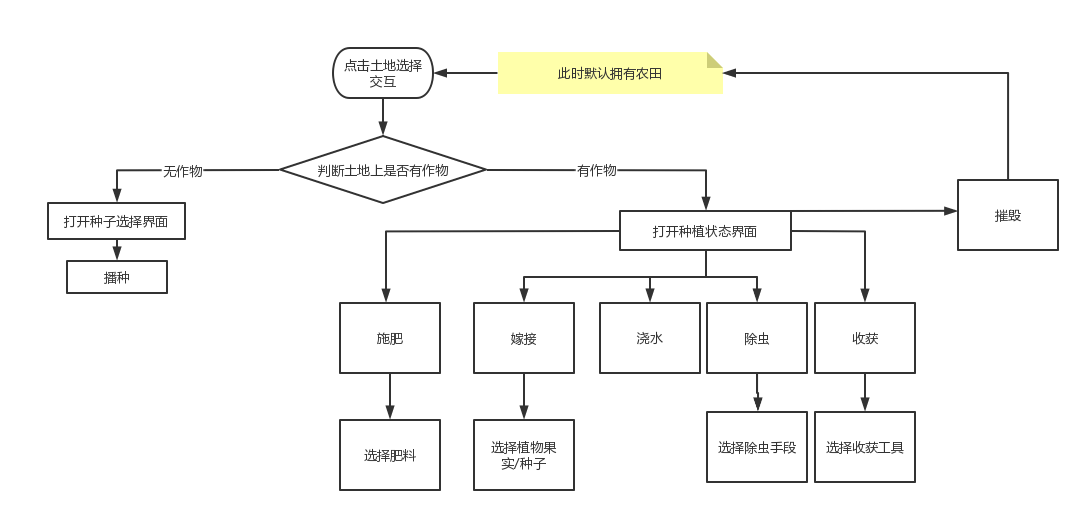 点击土地选择
交互
此时默认拥有农田
无作物
判断土地上是否有作物
有作物
打开种子选择界面
打开种植状态界面
摧毁
播种
施肥
嫁接
浇水
除虫
收获
选择肥料
选择植物果
实/种子
选择除虫手段
选择收获工具